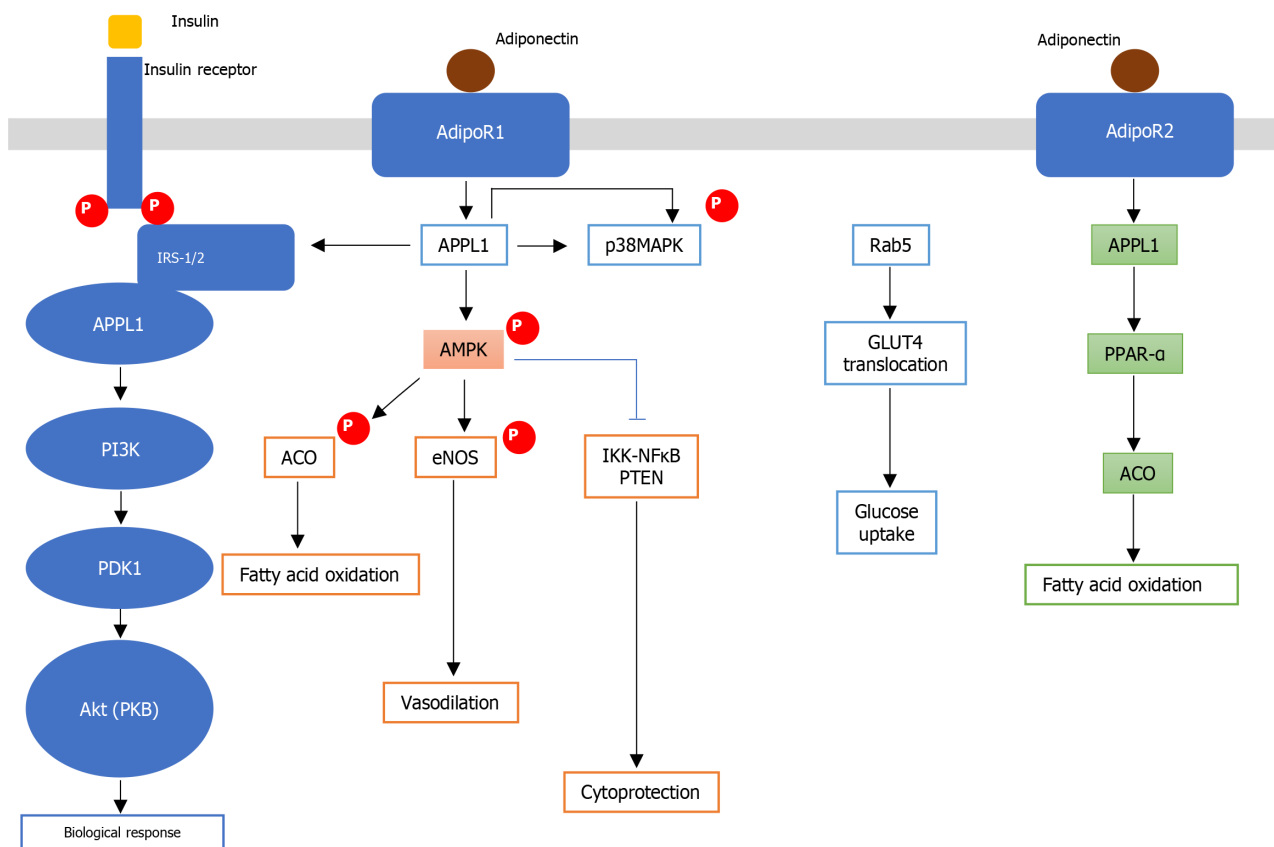 Insulin
Insulin receptor
Adiponectin
Adiponectin
AdipoR1
AdipoR2
P
P
P
IRS-1/2
APPL1
p38MAPK
Rab5
APPL1
APPL1
P
AMPK
GLUT4
translocation
PPAR-α
PI3K
P
ACO
eNOS
P
IKK-NFκB
PTEN
ACO
Glucose
uptake
PDK1
Fatty acid oxidation
Fatty acid oxidation
Akt (PKB)
Vasodilation
Cytoprotection
Biological response